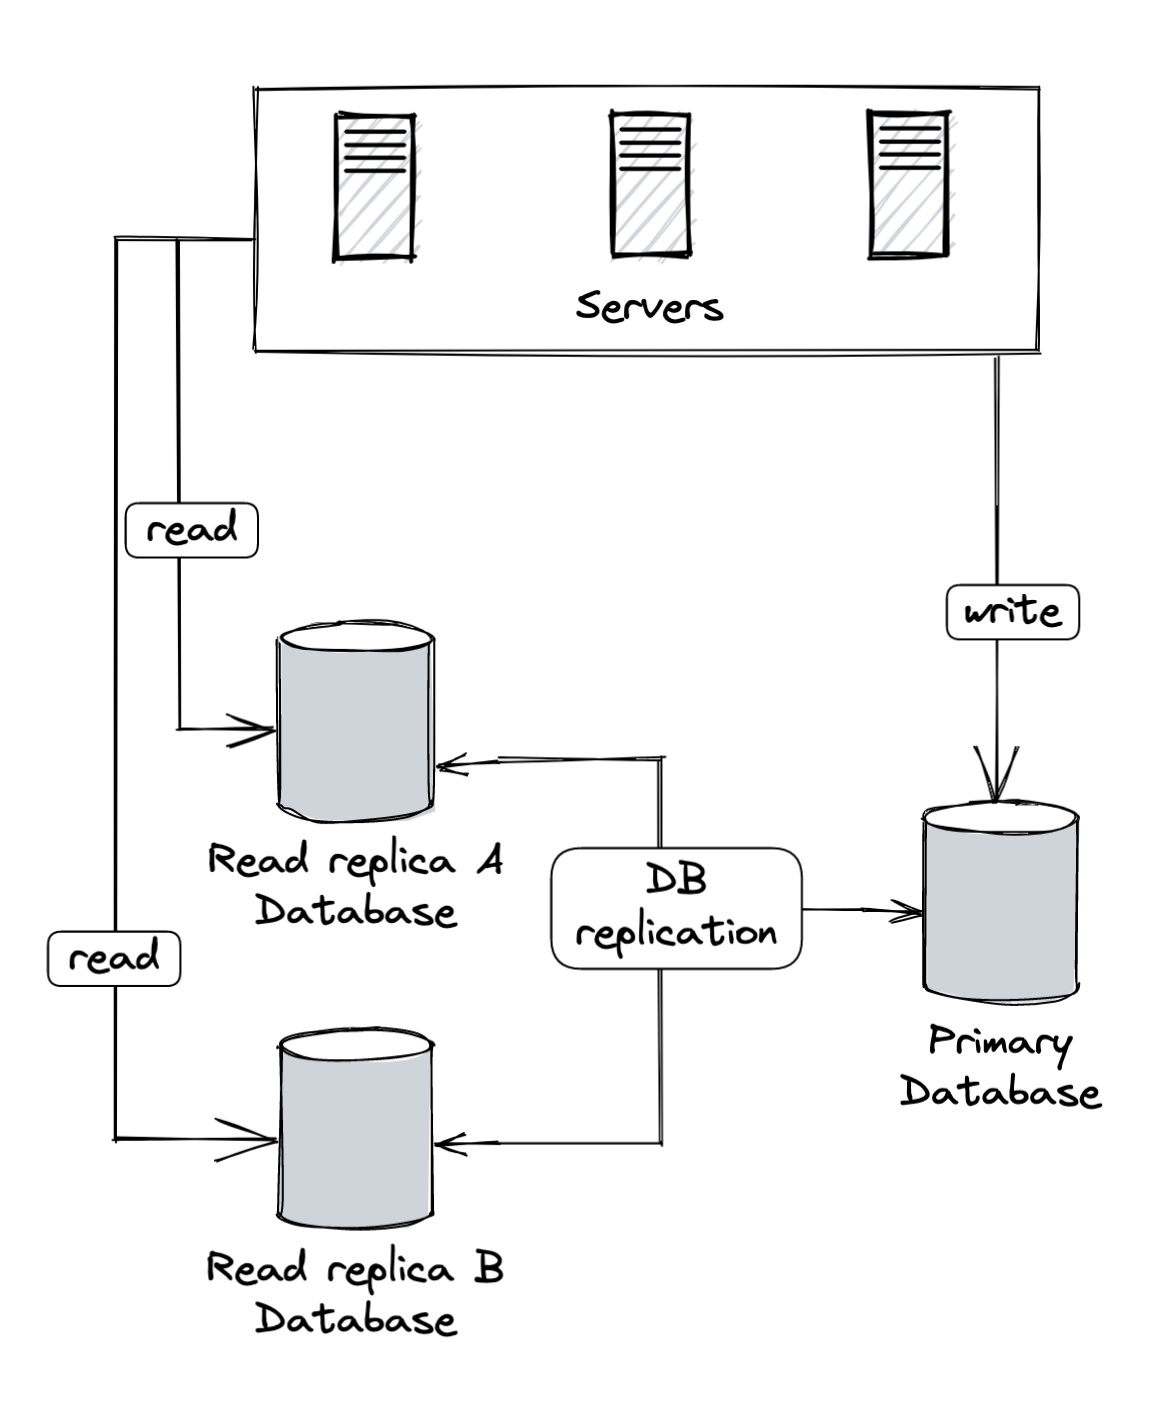 Servers
read
write
Read replica A
Database
DB
replication
read
Primary
Database
Read replica B
Database